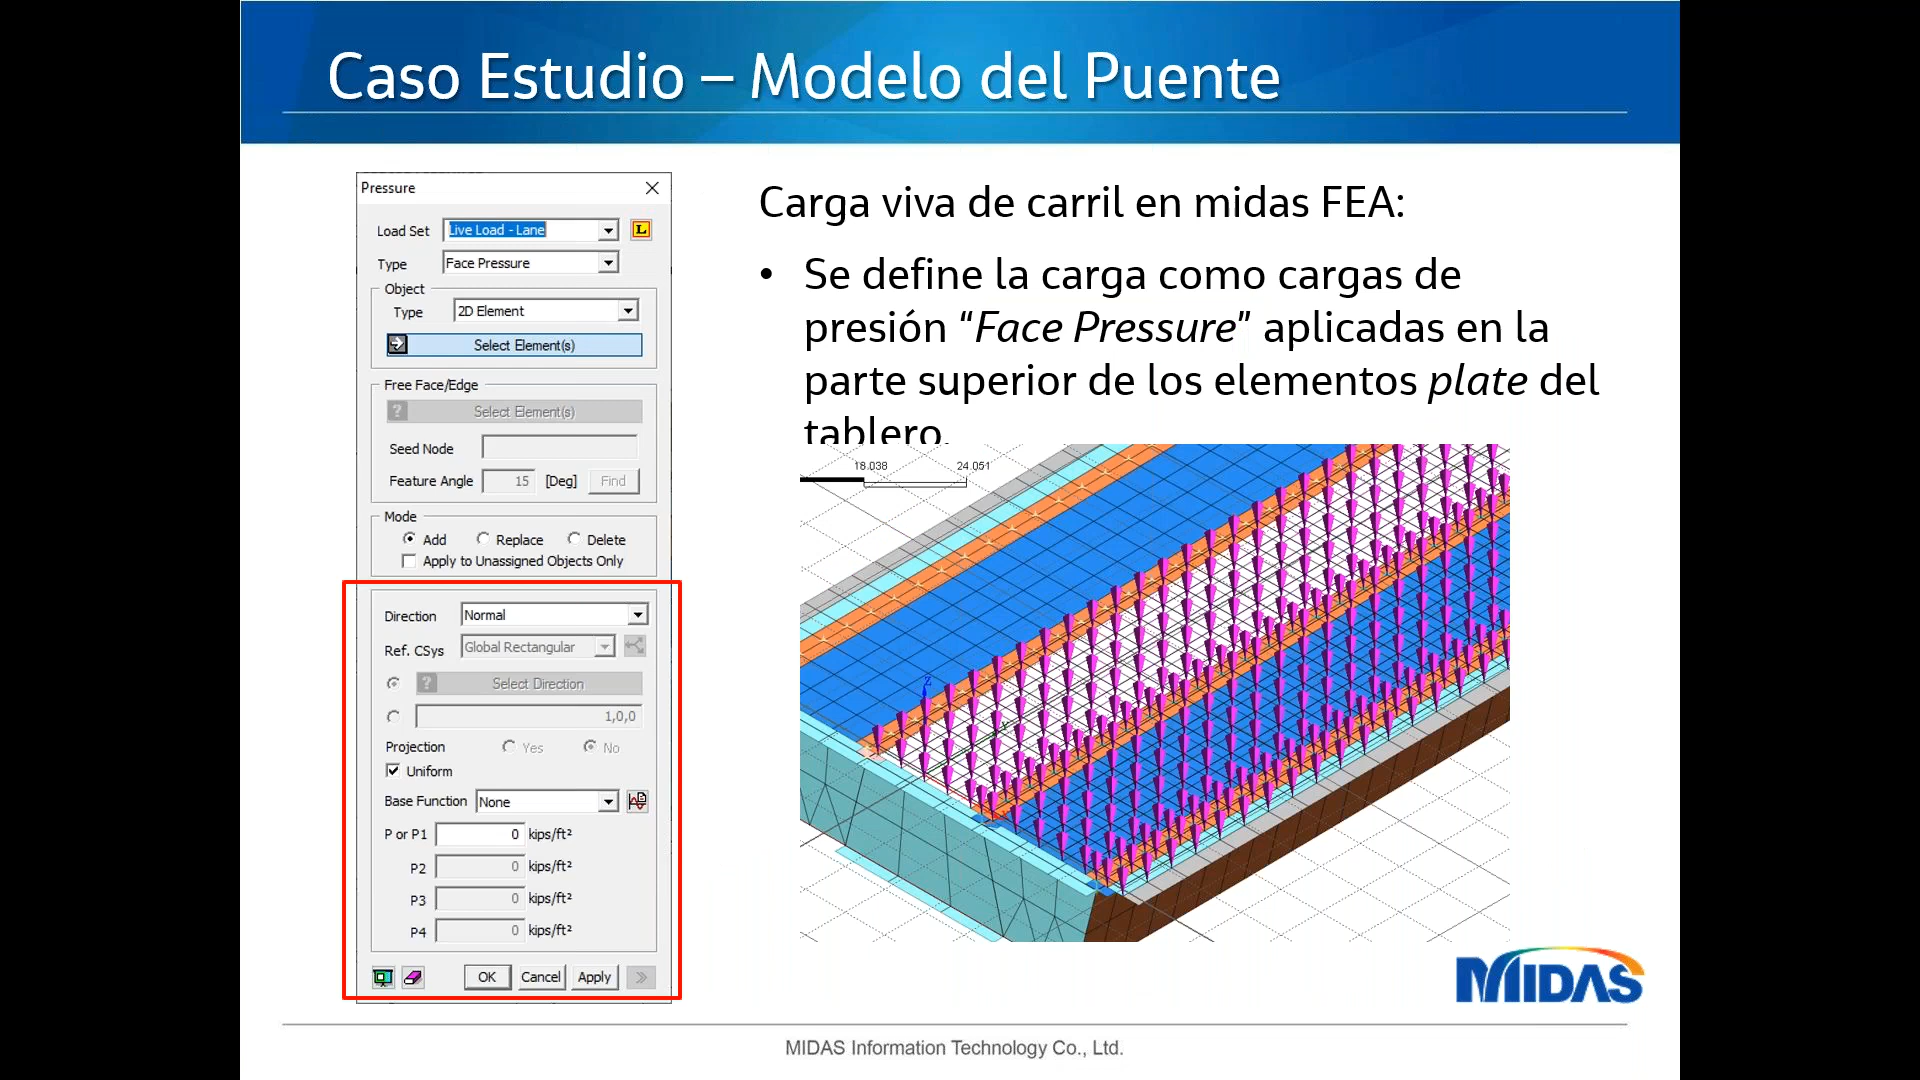 Caso Estudio – Modelo del Puente
Pressure
Load Set Live Load - Lane L
Type Face Pressure
Object
Type 2D Element
Select Element(s)
Free Face/Edge
? Select Element(s)
Seed Node
Feature Angle 15 [Deg] Find
Mode
Add Replace Delete
Apply to Unassigned Objects Only
Direction Normal
Ref. CSys Global Rectangular
? Select Direction
1,0,0
Projection Yes No
Uniform
Base Function None
P or P1 0 kips/ft²
P2 0 kips/ft²
P3 0 kips/ft²
P4 0 kips/ft²
OK Cancel Apply »
Carga viva de carril en midas FEA:
• Se define la carga como cargas de
presión “Face Pressure” aplicadas en la
parte superior de los elementos plate del
tablero.
18.038 24.051
Z
MIDAS
MIDAS Information Technology Co., Ltd.